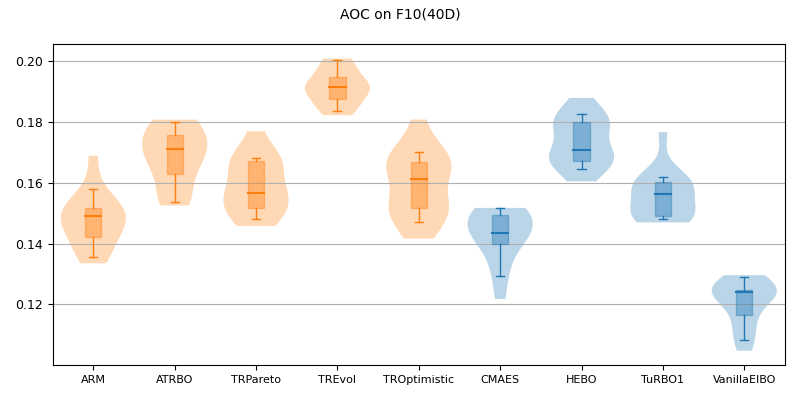 AOC on F10(40D)
0.20
0.18
0.16
0.14
0.12
ARM ATRBO TRPareto TREvol TROptimistic CMAES HEBO TuRBO1 VanillaEIBO